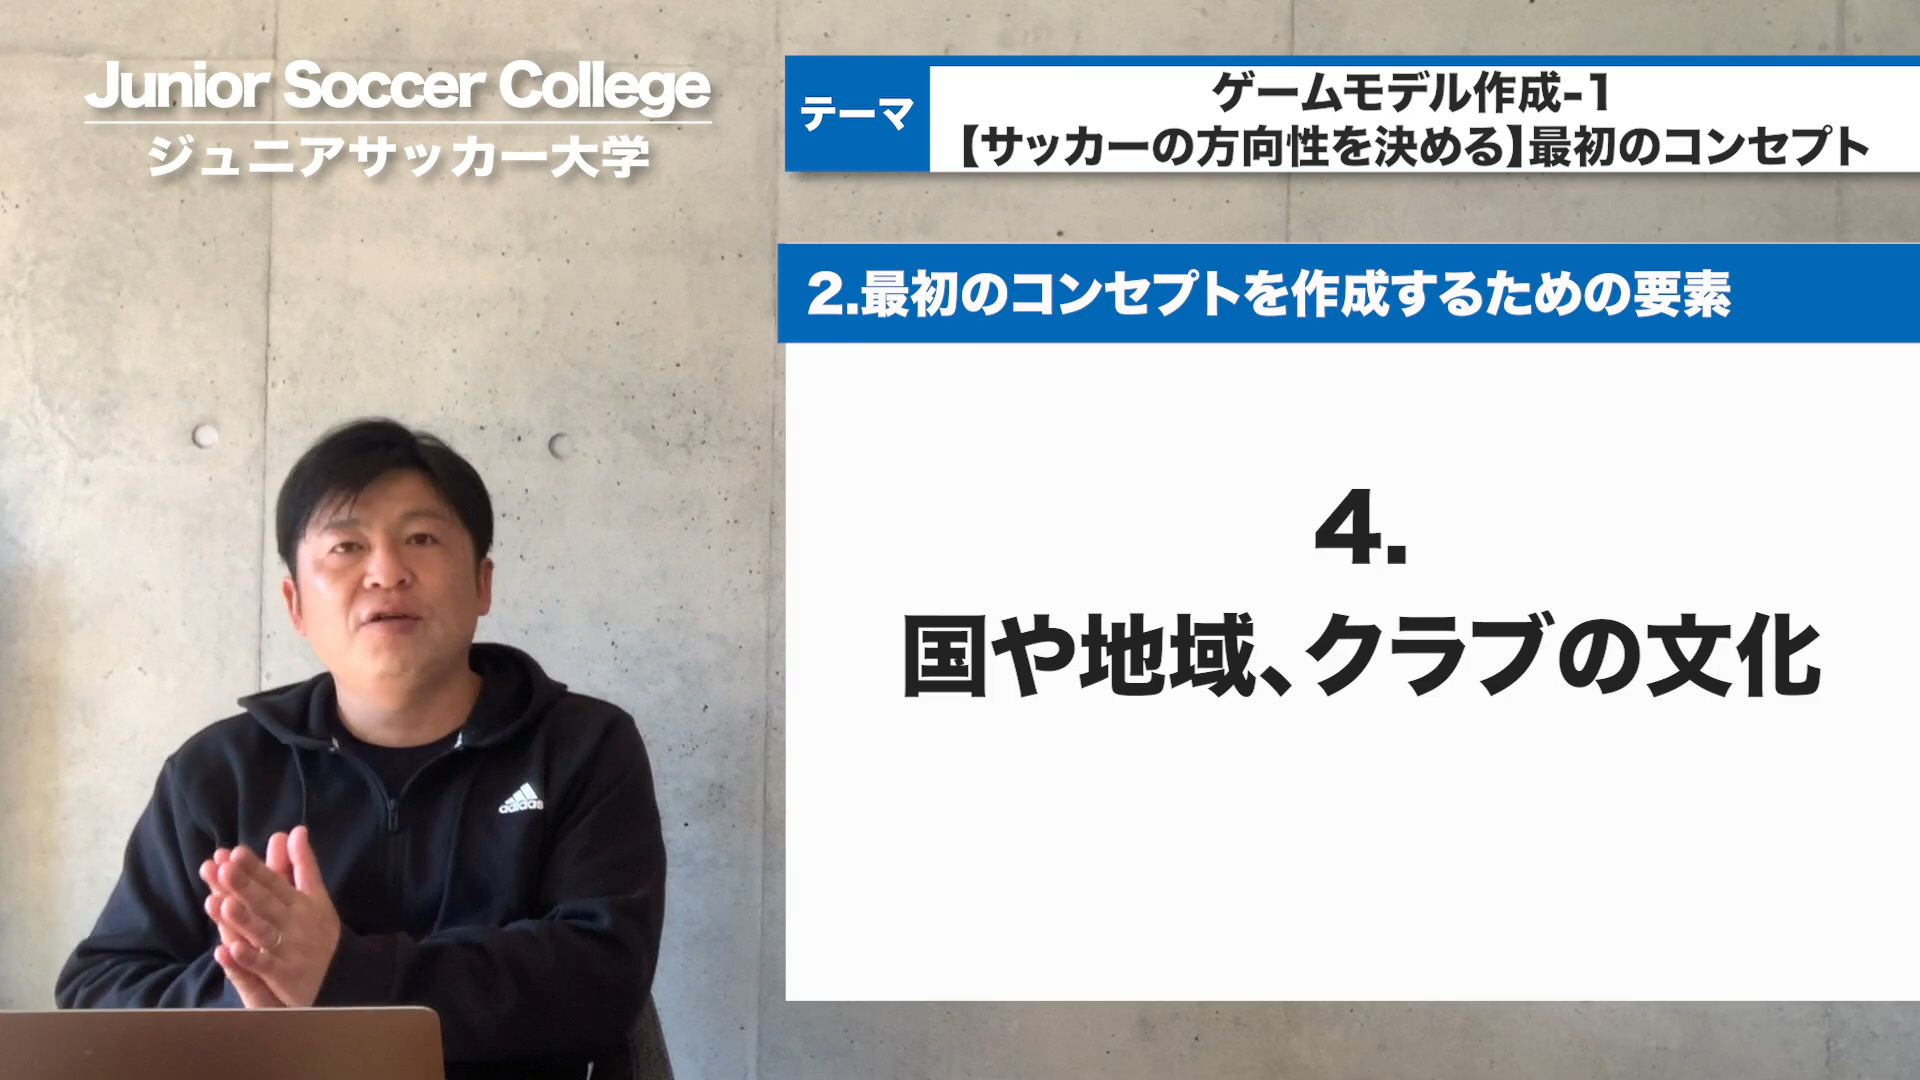 Junior Soccer College
ジュニアサッカー大学
テーマ
ゲームモデル作成-1
【サッカーの方向性を決める】最初のコンセプト
2.最初のコンセプトを作成するための要素
4.
国や地域、クラブの文化
adidas